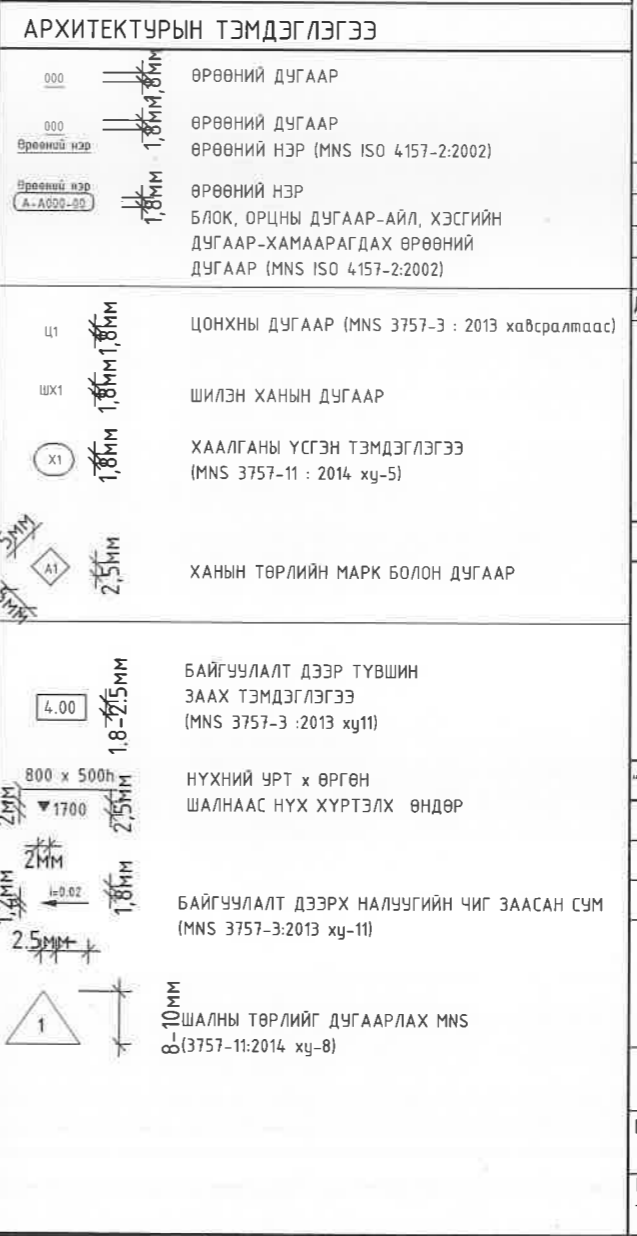 АРХИТЕКТУРЫН ТЭМДЭГЛЭГЭЭ
000 1,8мм ӨРӨӨНИЙ ДУГААР
000 1,8мм ӨРӨӨНИЙ ДУГААР
Өрөөний нэр ӨРӨӨНИЙ НЭР (MNS ISO 4157-2:2002)
Өрөөний нэр ӨРӨӨНИЙ НЭР
А-А000-00 1,8мм БЛОК, ОРЦНЫ ДУГААР-АЙЛ, ХЭСГИЙН
ДУГААР-ХАМААРАГДАХ ӨРӨӨНИЙ
ДУГААР (MNS ISO 4157-2:2002)
Ц1 1,8мм ЦОНХНЫ ДУГААР (MNS 3757-3 : 2013 хавсралтаас)
ШХ1 1,8мм ШИЛЭН ХАНЫН ДУГААР
Х1 1,8мм ХААЛГАНЫ ҮСГЭН ТЭМДЭГЛЭГЭЭ
(MNS 3757-11 : 2014 ху-5)
5мм
А1 2,5мм ХАНЫН ТӨРЛИЙН МАРК БОЛОН ДУГААР
5мм
БАЙГУУЛАЛТ ДЭЭР ТҮВШИН
4.00 1.8-2.5мм ЗААХ ТЭМДЭГЛЭГЭЭ
(MNS 3757-3 :2013 ху11)
800 x 500h НҮХНИЙ УРТ х ӨРГӨН
2мм ▼1700 2,5мм ШАЛНААС НҮХ ХҮРТЭЛХ ӨНДӨР
2мм
i=0.02 1,8мм БАЙГУУЛАЛТ ДЭЭРХ НАЛУУГИЙН ЧИГ ЗААСАН СУМ
2.5мм (MNS 3757-3:2013 ху-11)
1 8-10мм ШАЛНЫ ТӨРЛИЙГ ДУГААРЛАХ MNS
(3757-11:2014 ху-8)